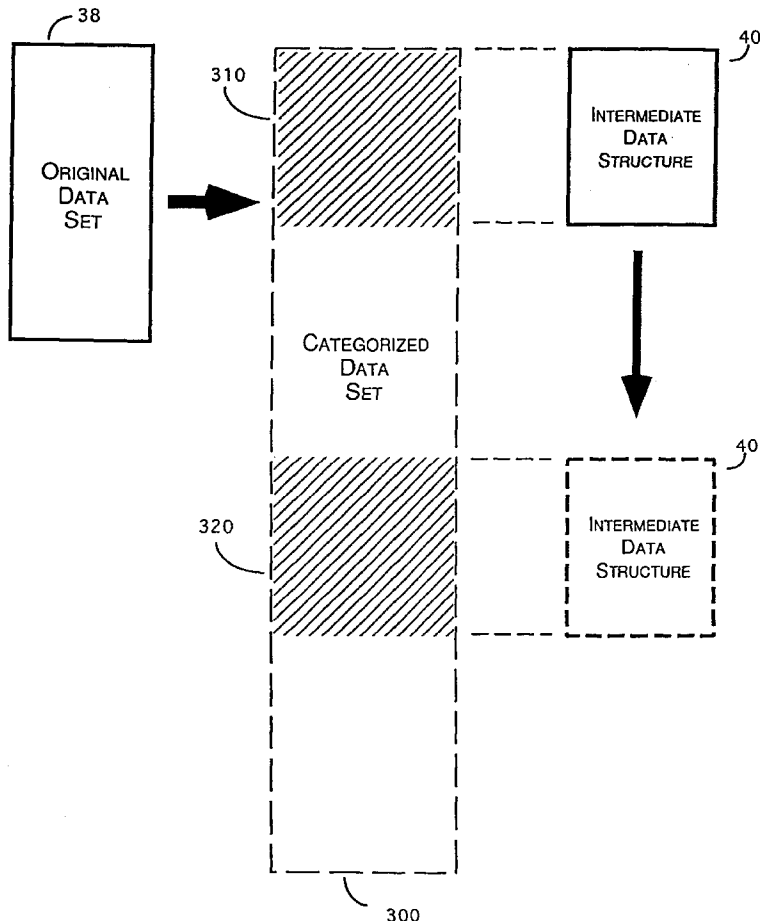 38
ORIGINAL
DATA
SET
310
CATEGORIZED
DATA
SET
320
300
40
INTERMEDIATE
DATA
STRUCTURE
40
INTERMEDIATE
DATA
STRUCTURE